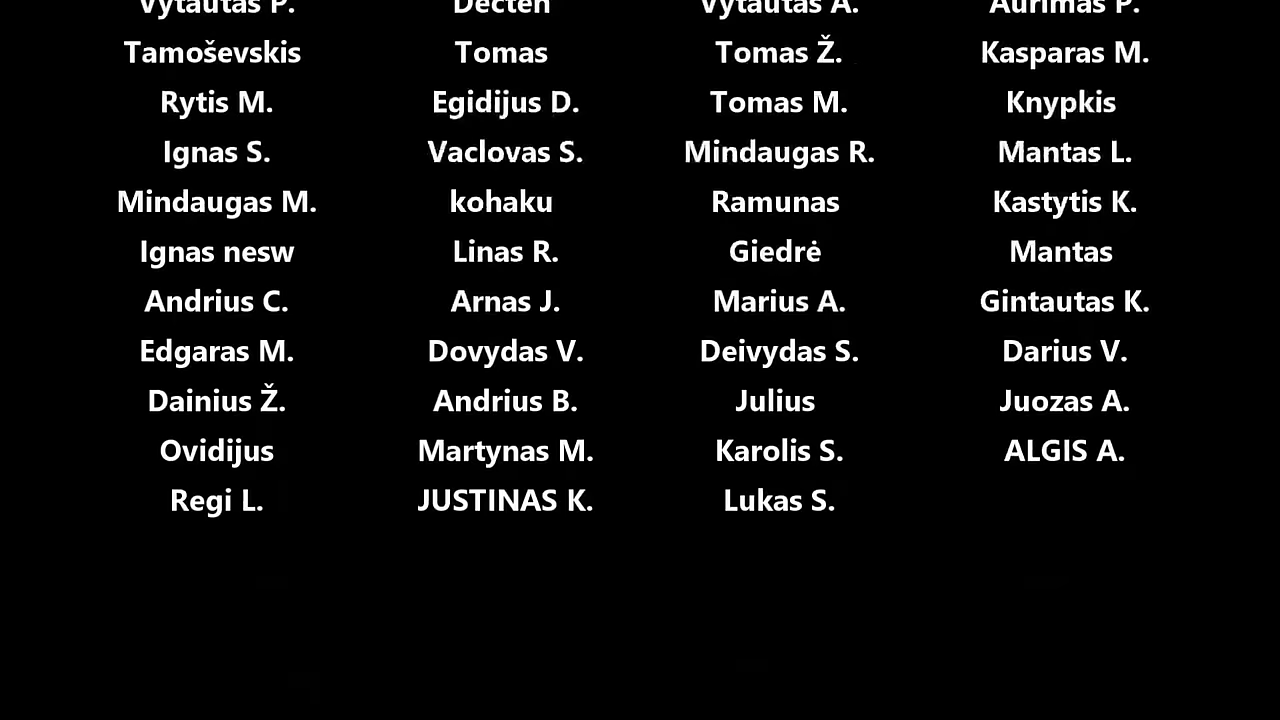 Vytautas P. Decten Vytautas A. Aurimas P.
Tamoševskis Tomas Tomas Ž. Kasparas M.
Rytis M. Egidijus D. Tomas M. Knypkis
Ignas S. Vaclovas S. Mindaugas R. Mantas L.
Mindaugas M. kohaku Ramunas Kastytis K.
Ignas nesw Linas R. Giedrė Mantas
Andrius C. Arnas J. Marius A. Gintautas K.
Edgaras M. Dovydas V. Deivydas S. Darius V.
Dainius Ž. Andrius B. Julius Juozas A.
Ovidijus Martynas M. Karolis S. ALGIS A.
Regi L. JUSTINAS K. Lukas S.